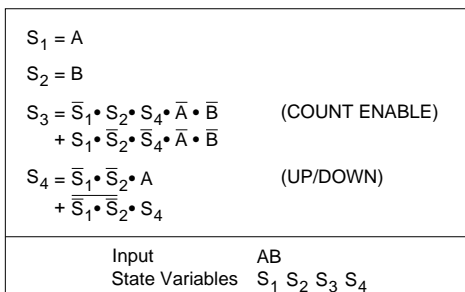 S₁ = A
S₂ = B
S₃ = S̅₁• S₂• S₄• A̅ • B̅ (COUNT ENABLE)
+ S₁• S̅₂• S̅₄• A̅ • B̅
S₄ = S̅₁• S̅₂• A (UP/DOWN)
+ \overline{S̅₁• S̅₂}• S₄
Input AB
State Variables S₁ S₂ S₃ S₄